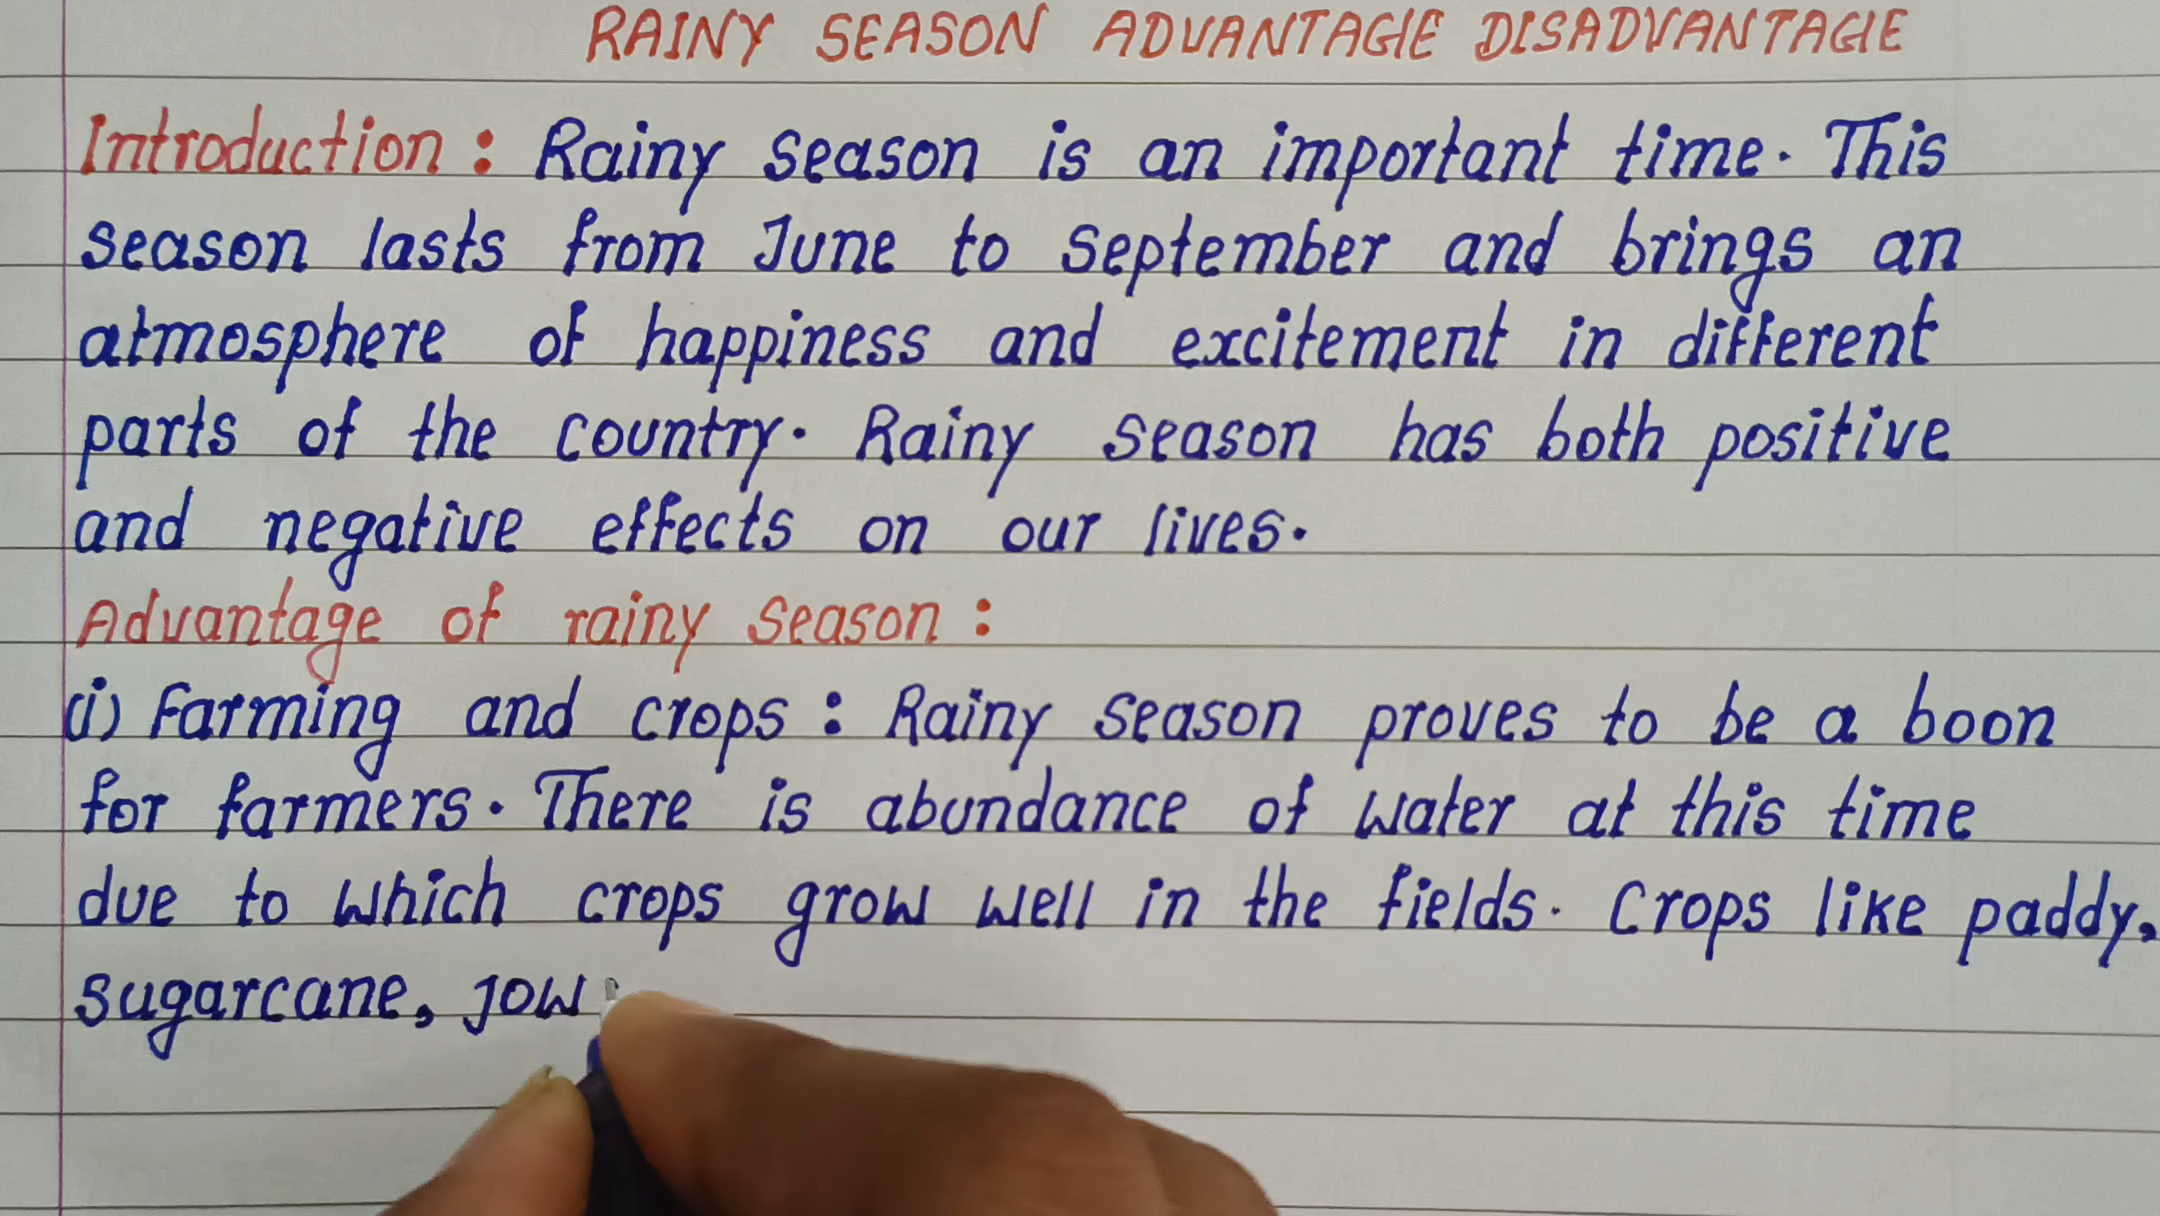 RAINY SEASON ADVANTAGE DISADVANTAGE
Introduction : Rainy season is an important time. This
season lasts from June to September and brings an
atmosphere of happiness and excitement in different
parts of the country. Rainy season has both positive
and negative effects on our lives.
Advantage of rainy season :
(i) Farming and crops : Rainy season proves to be a boon
for farmers. There is abundance of water at this time
due to which crops grow well in the fields. Crops like paddy,
sugarcane, jow